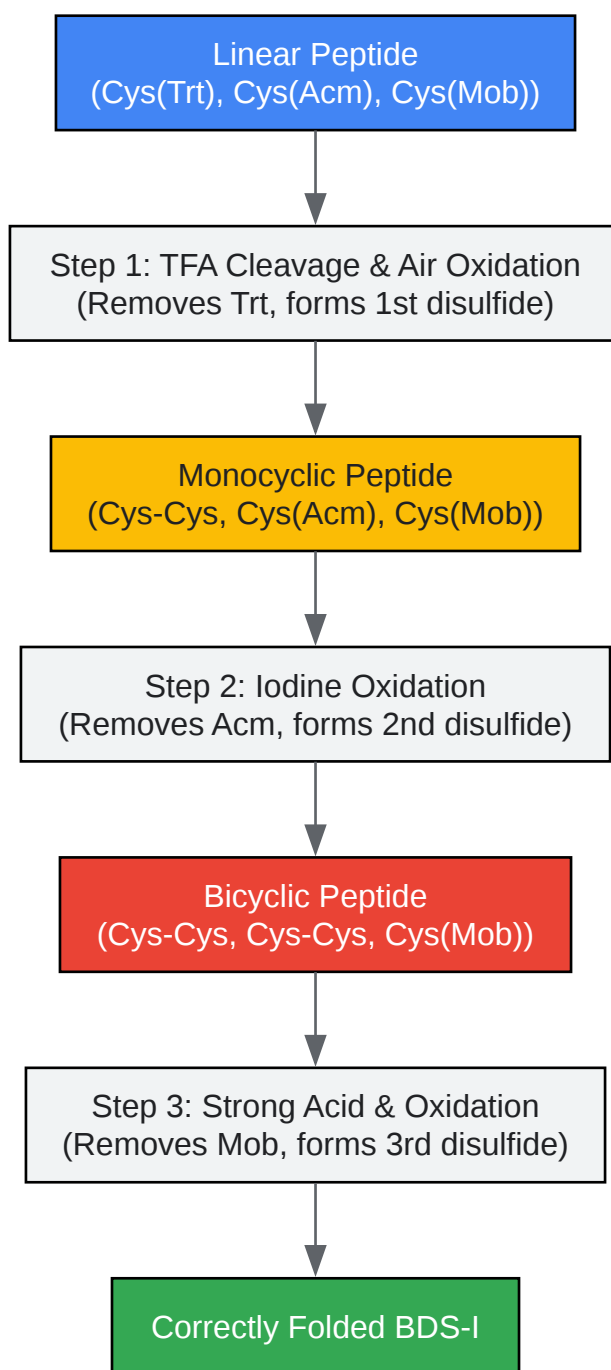 Linear Peptide
(Cys(Trt), Cys(Acm), Cys(Mob))
Step 1: TFA Cleavage & Air Oxidation
(Removes Trt, forms 1st disulfide)
Monocyclic Peptide
(Cys-Cys, Cys(Acm), Cys(Mob))
Step 2: Iodine Oxidation
(Removes Acm, forms 2nd disulfide)
Bicyclic Peptide
(Cys-Cys, Cys-Cys, Cys(Mob))
Step 3: Strong Acid & Oxidation
(Removes Mob, forms 3rd disulfide)
Correctly Folded BDS-I